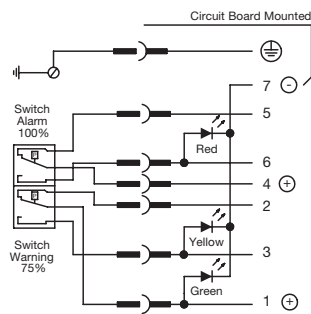 Circuit Board Mounted
7 -
Switch
Alarm
100%
5
Red
6
4 +
2
Yellow
Switch
Warning
75%
3
Green
1 +